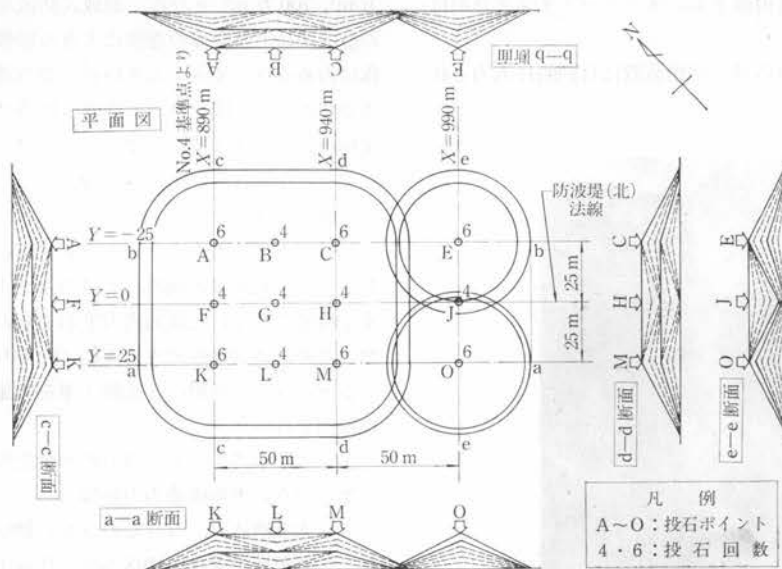 A B C E
b―b 断面
N
平面図
No.4 基準点より
X=890 m
X=940 m
X=990 m
c d e
防波堤(北)
法線
Y=-25
b
6 4 6 6
A B C E
b
25 m
Y=0
4 4 4 4
F G H J
25 m
Y=25
a
6 4 6 6
K L M O
a
c d e
50 m 50 m
A
F
K
c―c 断面
C
H
M
d―d 断面
E
J
O
e―e 断面
a―a 断面
K L M O
凡例
A~O：投石ポイント
4・6：投石回数